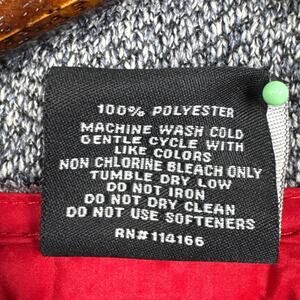 100% POLYESTER
MACHINE WASH COLD
GENTLE CYCLE WITH
LIKE COLORS
NON CHLORINE BLEACH ONLY
TUMBLE DRY LOW
DO NOT IRON
DO NOT DRY CLEAN
DO NOT USE SOFTENERS
RN#114166